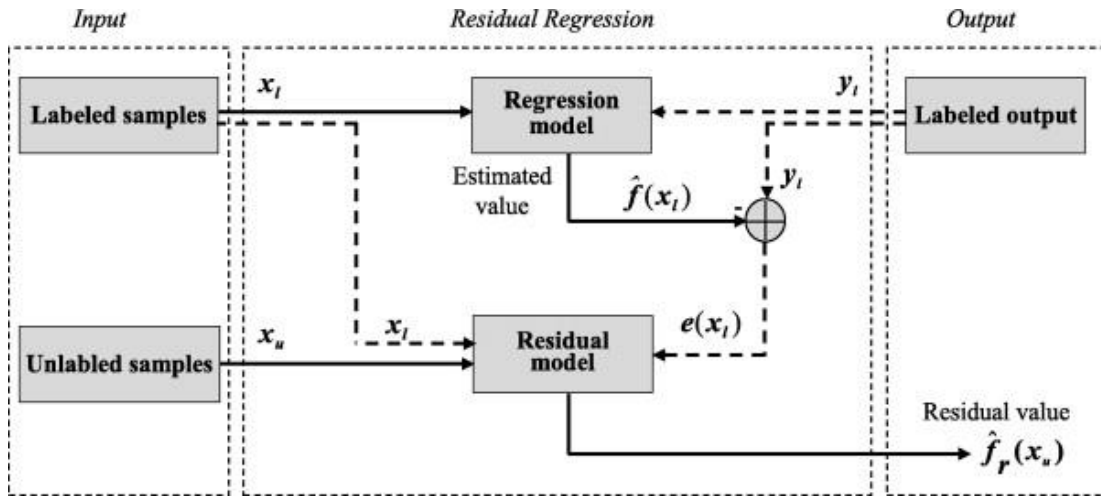 Input
Residual Regression
Output
Labeled samples
x_l
Regression
model
y_l
Labeled output
Estimated
value
f̂(x_l)
-
y_l
Unlabled samples
x_u
x_l
Residual
model
e(x_l)
Residual value
f̂_r(x_u)